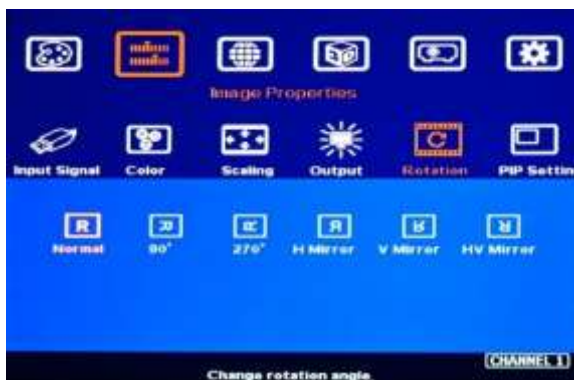 Image Properties
Input Signal Color Scaling Output Rotation PIP Settin
R R R R R R
Normal 90° 270° H Mirror V Mirror HV Mirror
CHANNEL 1
Change rotation angle